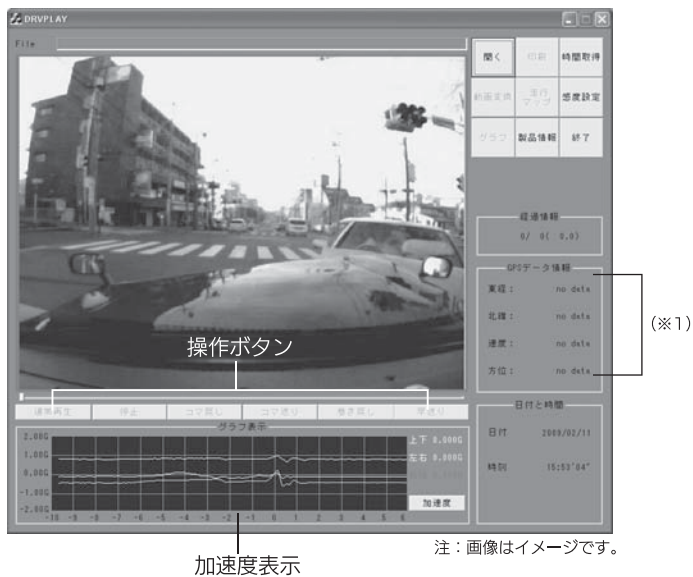 DRVPLAY
File
開く
印刷
時間取得
動画変換
走行
マップ
感度設定
グラフ
製品情報
終了
経過情報
0/ 0( 0.0)
GPSデータ情報
東経： no data
北緯： no data
速度： no data
方位： no data
(※1)
操作ボタン
通常再生
停止
コマ戻し
コマ送り
巻き戻し
早送り
グラフ表示
2.00G
1.00G
0.00G
-1.00G
-2.00G
上下 0.000G
左右 0.000G
加速度
-10 -9 -8 -7 -6 -5 -4 -3 -2 -1 0 1 2 3 4 5 6
日付と時間
日付 2009/02/11
時刻 15:53'04"
加速度表示
注：画像はイメージです。